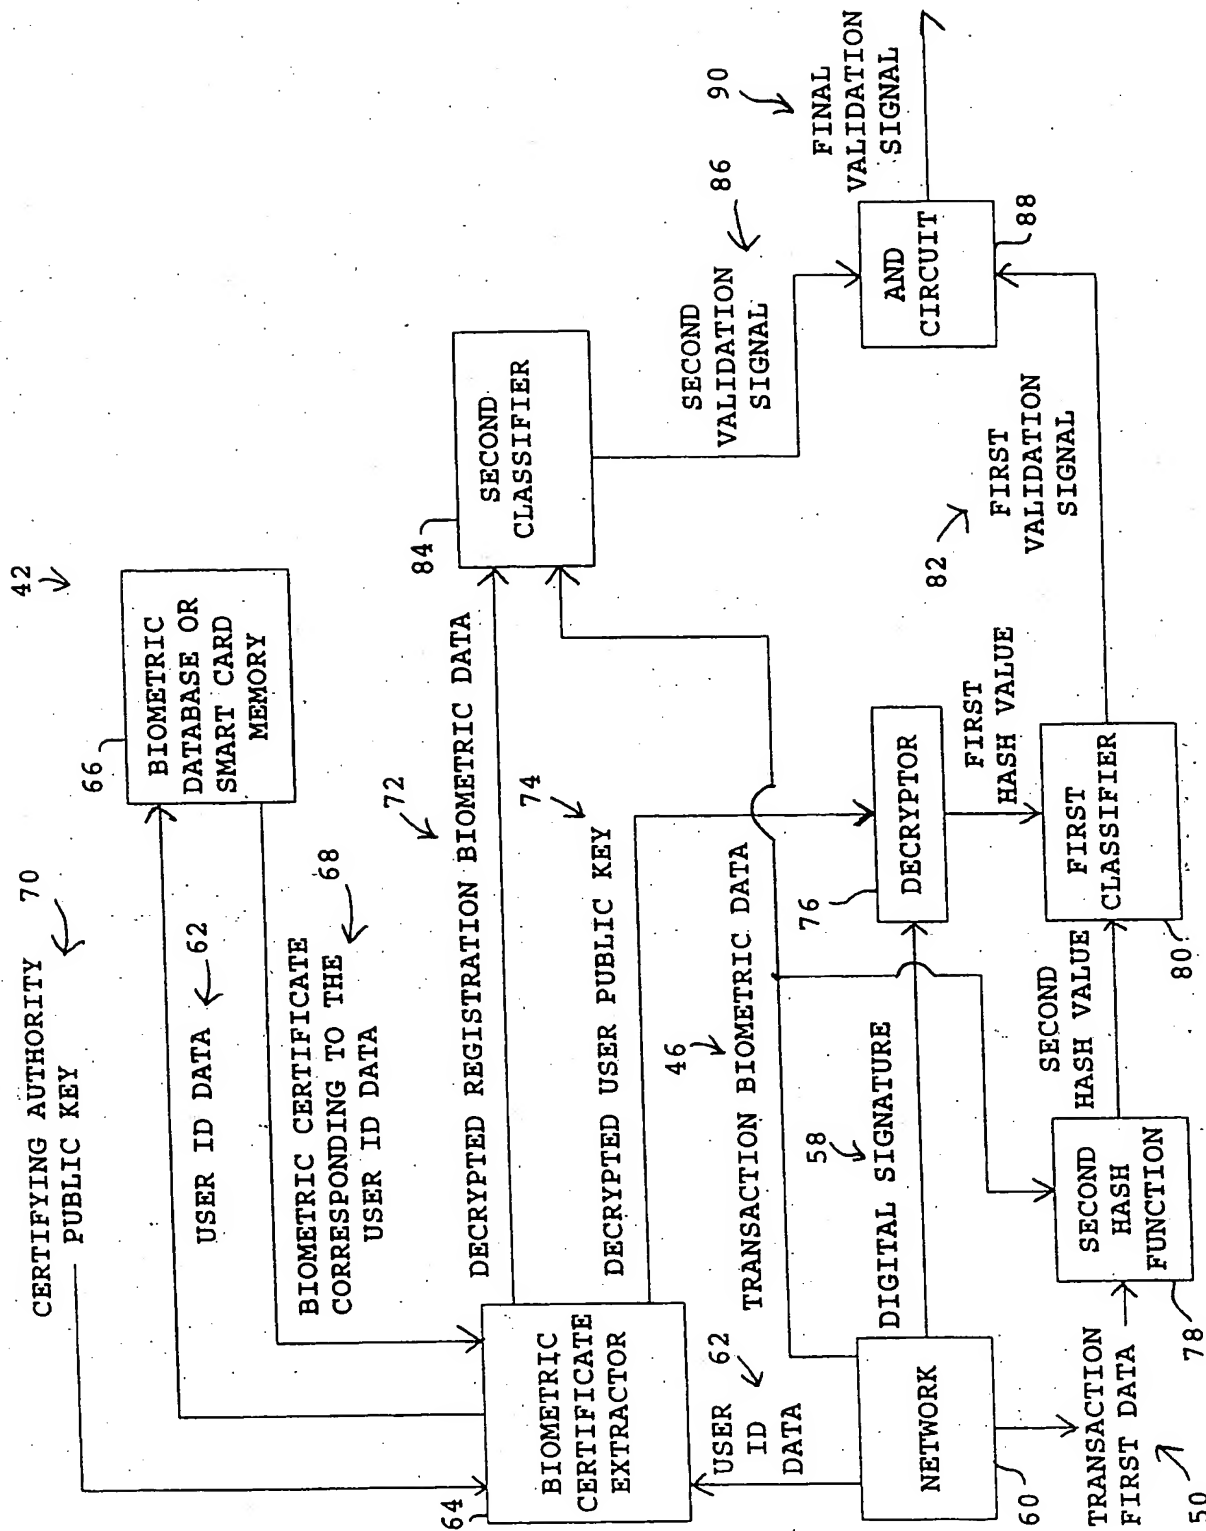 42
CERTIFYING AUTHORITY
PUBLIC KEY
70
66
BIOMETRIC
DATABASE OR
SMART CARD
MEMORY
USER ID DATA
62
BIOMETRIC CERTIFICATE
CORRESPONDING TO THE
USER ID DATA
68
64
BIOMETRIC
CERTIFICATE
EXTRACTOR
DECRYPTED REGISTRATION BIOMETRIC DATA
72
DECRYPTED USER PUBLIC KEY
74
84
SECOND
CLASSIFIER
SECOND
VALIDATION
SIGNAL
86
USER
ID
DATA
62
TRANSACTION BIOMETRIC DATA
46
DIGITAL SIGNATURE
58
NETWORK
60
76
DECRYPTOR
FIRST
HASH VALUE
TRANSACTION
FIRST DATA
50
SECOND
HASH
FUNCTION
78
SECOND
HASH VALUE
FIRST
CLASSIFIER
80
82
FIRST
VALIDATION
SIGNAL
AND
CIRCUIT
88
FINAL
VALIDATION
SIGNAL
90